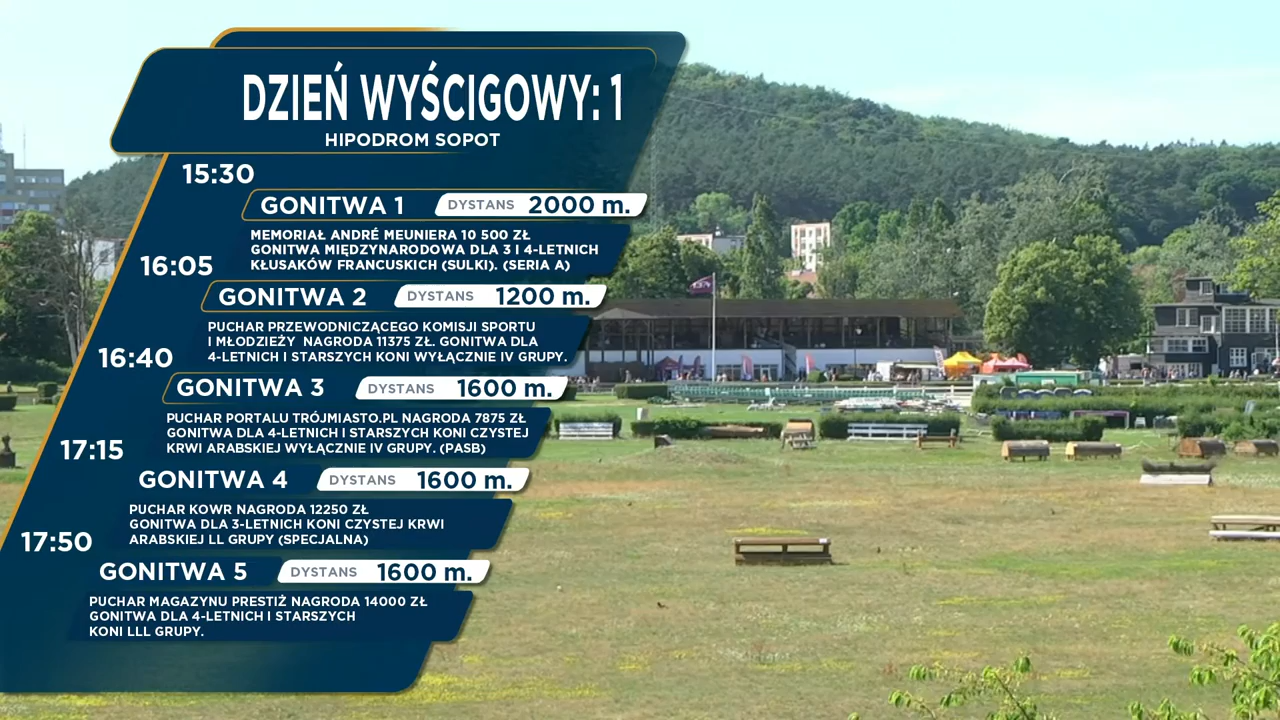 DZIEŃ WYŚCIGOWY: 1
HIPODROM SOPOT
15:30
GONITWA 1 DYSTANS 2000 m.
MEMORIAŁ ANDRÉ MEUNIERA 10 500 ZŁ
GONITWA MIĘDZYNARODOWA DLA 3 I 4-LETNICH
KŁUSAKÓW FRANCUSKICH (SULKI). (SERIA A)
16:05
GONITWA 2 DYSTANS 1200 m.
PUCHAR PRZEWODNICZĄCEGO KOMISJI SPORTU
I MŁODZIEŻY NAGRODA 11375 ZŁ. GONITWA DLA
4-LETNICH I STARSZYCH KONI WYŁĄCZNIE IV GRUPY.
16:40
GONITWA 3 DYSTANS 1600 m.
PUCHAR PORTALU TRÓJMIASTO.PL NAGRODA 7875 ZŁ
GONITWA DLA 4-LETNICH I STARSZYCH KONI CZYSTEJ
KRWI ARABSKIEJ WYŁĄCZNIE IV GRUPY. (PASB)
17:15
GONITWA 4 DYSTANS 1600 m.
PUCHAR KOWR NAGRODA 12250 ZŁ
GONITWA DLA 3-LETNICH KONI CZYSTEJ KRWI
ARABSKIEJ LL GRUPY (SPECJALNA)
17:50
GONITWA 5 DYSTANS 1600 m.
PUCHAR MAGAZYNU PRESTIŻ NAGRODA 14000 ZŁ
GONITWA DLA 4-LETNICH I STARSZYCH
KONI LLL GRUPY.